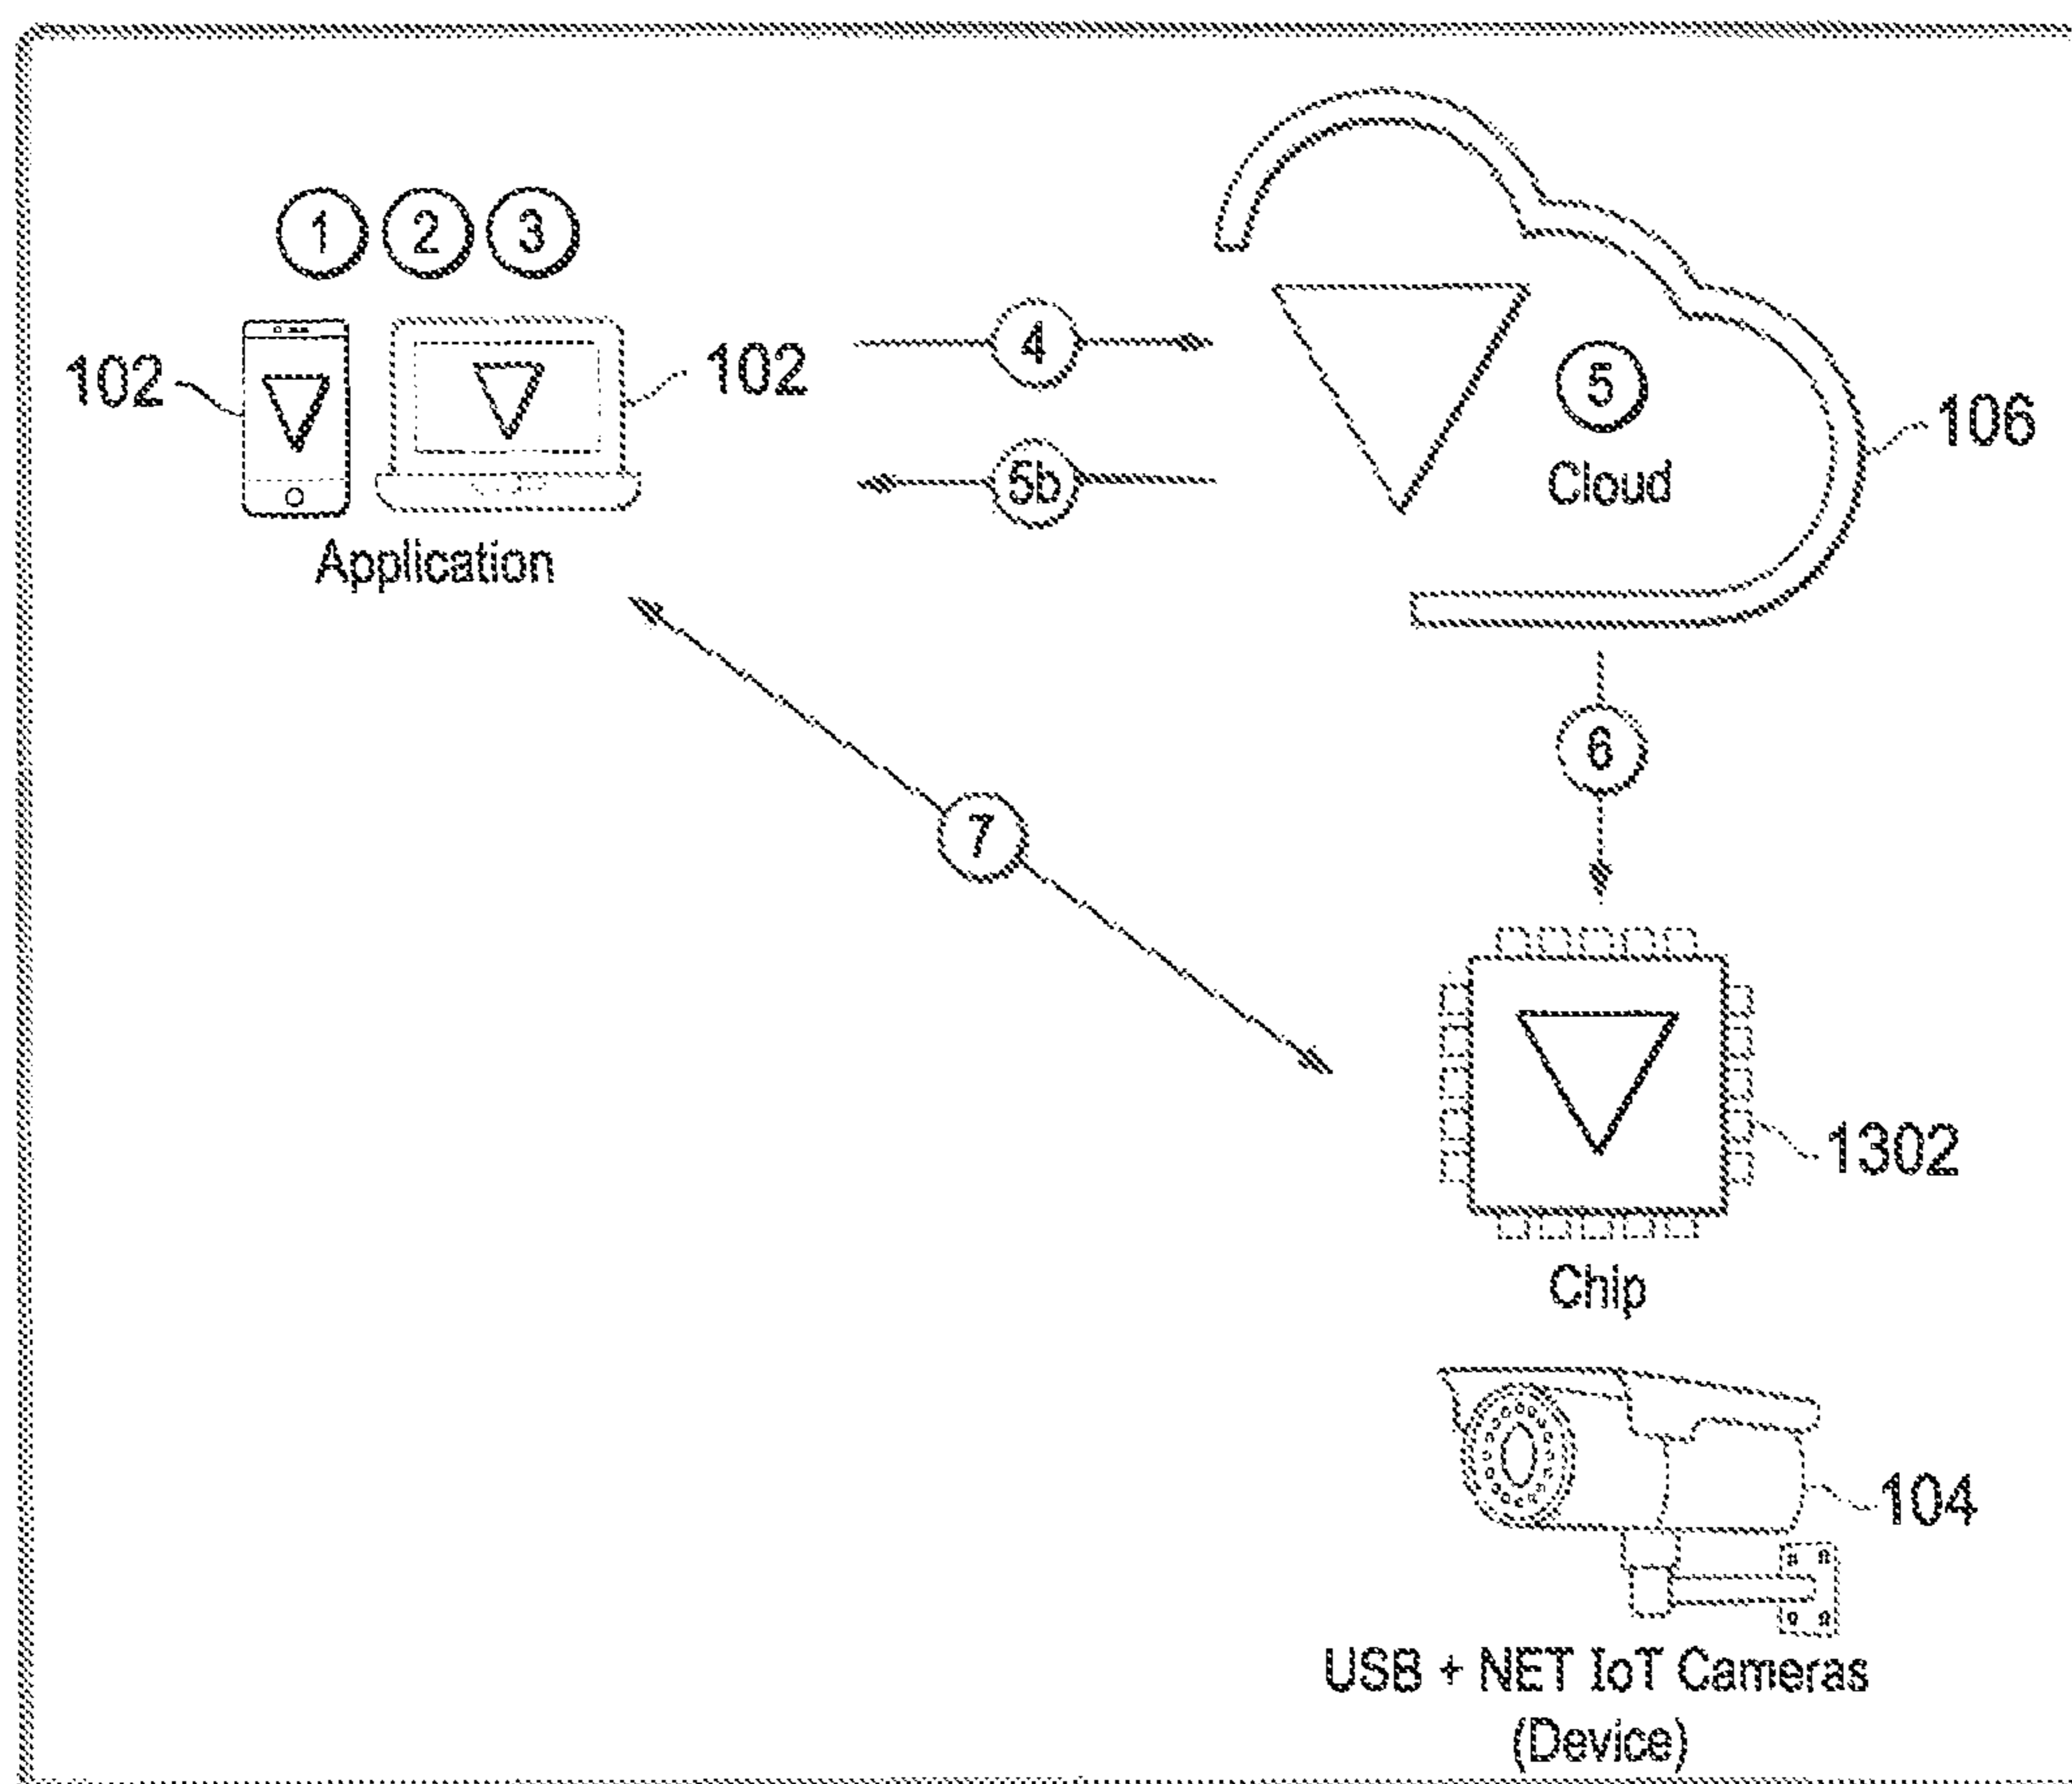 1 2 3
4
102
102
5
106
Cloud
5b
Application
6
7
1302
Chip
104
USB + NET IoT Cameras
(Device)